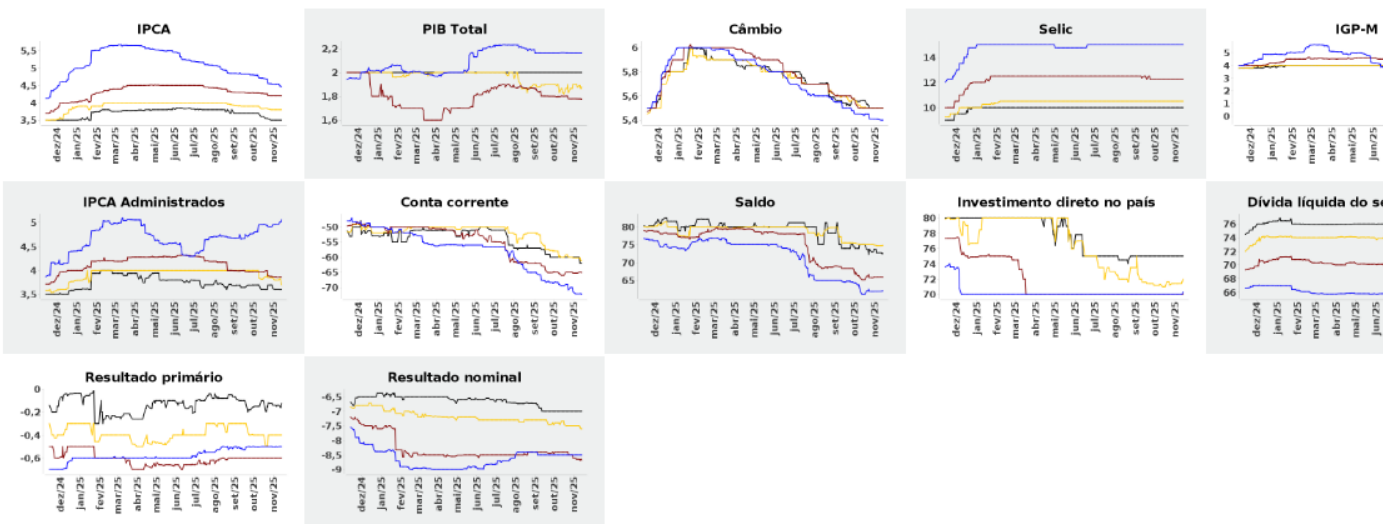 IPCA
5,5
5
4,5
4
3,5
dez/24 jan/25 fev/25 mar/25 abr/25 mai/25 jun/25 jul/25 ago/25 set/25 out/25 nov/25
PIB Total
2,2
2
1,8
1,6
dez/24 jan/25 fev/25 mar/25 abr/25 mai/25 jun/25 jul/25 ago/25 set/25 out/25 nov/25
Câmbio
6
5,8
5,6
5,4
dez/24 jan/25 fev/25 mar/25 abr/25 mai/25 jun/25 jul/25 ago/25 set/25 out/25 nov/25
Selic
14
12
10
dez/24 jan/25 fev/25 mar/25 abr/25 mai/25 jun/25 jul/25 ago/25 set/25 out/25 nov/25
IGP-M
5
4
3
2
1
0
dez/24 jan/25 fev/25 mar/25 abr/25 mai/25 jun/25
IPCA Administrados
5
4,5
4
3,5
dez/24 jan/25 fev/25 mar/25 abr/25 mai/25 jun/25 jul/25 ago/25 set/25 out/25 nov/25
Conta corrente
-50
-55
-60
-65
-70
dez/24 jan/25 fev/25 mar/25 abr/25 mai/25 jun/25 jul/25 ago/25 set/25 out/25 nov/25
Saldo
80
75
70
65
dez/24 jan/25 fev/25 mar/25 abr/25 mai/25 jun/25 jul/25 ago/25 set/25 out/25 nov/25
Investimento direto no país
80
78
76
74
72
70
dez/24 jan/25 fev/25 mar/25 abr/25 mai/25 jun/25 jul/25 ago/25 set/25 out/25 nov/25
Dívida líquida do se
76
74
72
70
68
66
dez/24 jan/25 fev/25 mar/25 abr/25 mai/25 jun/25
Resultado primário
0
-0,2
-0,4
-0,6
dez/24 jan/25 fev/25 mar/25 abr/25 mai/25 jun/25 jul/25 ago/25 set/25 out/25 nov/25
Resultado nominal
-6,5
-7
-7,5
-8
-8,5
-9
dez/24 jan/25 fev/25 mar/25 abr/25 mai/25 jun/25 jul/25 ago/25 set/25 out/25 nov/25